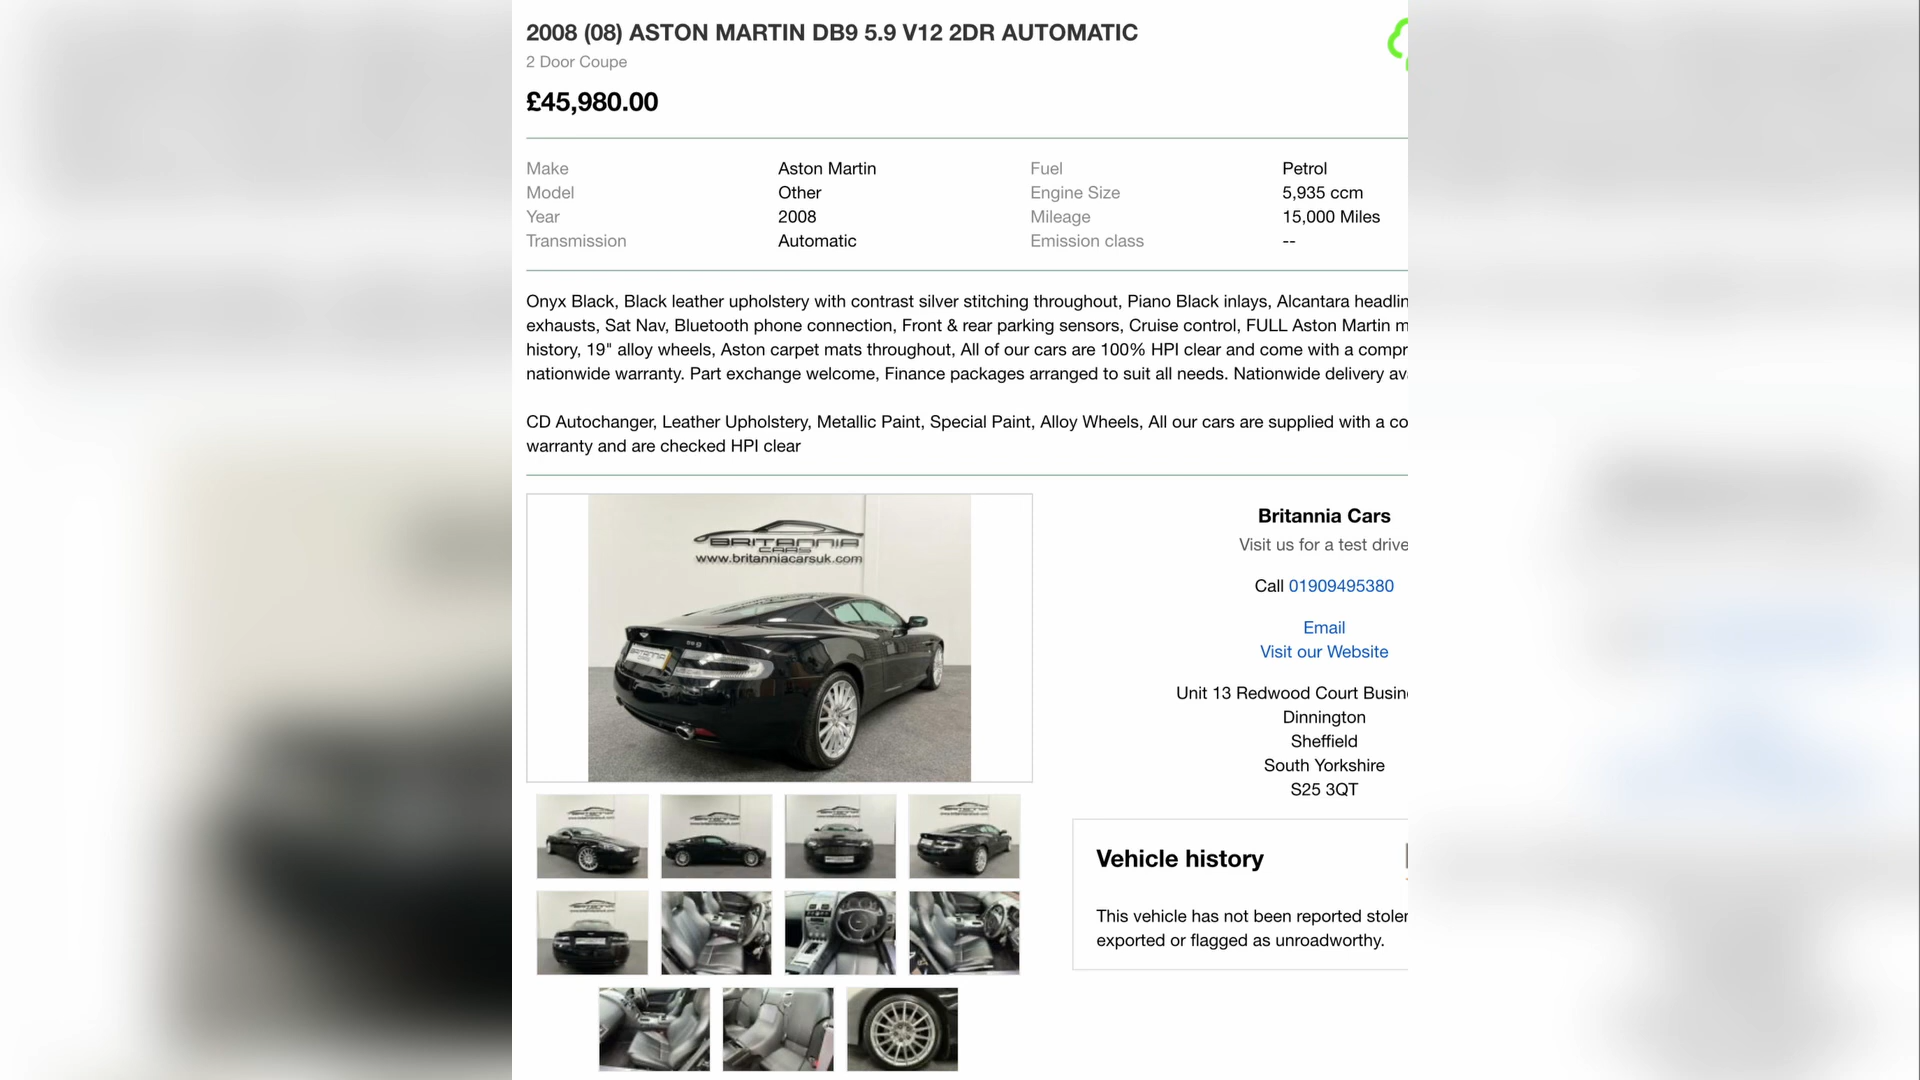 2008 (08) ASTON MARTIN DB9 5.9 V12 2DR AUTOMATIC
2 Door Coupe
£45,980.00
Make Aston Martin Fuel Petrol
Model Other Engine Size 5,935 ccm
Year 2008 Mileage 15,000 Miles
Transmission Automatic Emission class --
Onyx Black, Black leather upholstery with contrast silver stitching throughout, Piano Black inlays, Alcantara headlin
exhausts, Sat Nav, Bluetooth phone connection, Front & rear parking sensors, Cruise control, FULL Aston Martin m
history, 19" alloy wheels, Aston carpet mats throughout, All of our cars are 100% HPI clear and come with a compr
nationwide warranty. Part exchange welcome, Finance packages arranged to suit all needs. Nationwide delivery av
CD Autochanger, Leather Upholstery, Metallic Paint, Special Paint, Alloy Wheels, All our cars are supplied with a co
warranty and are checked HPI clear
BRITANNIA
CARS
www.britanniacarsuk.com
Britannia Cars
Visit us for a test drive
Call 01909495380
Email
Visit our Website
Unit 13 Redwood Court Busin
Dinnington
Sheffield
South Yorkshire
S25 3QT
Vehicle history
This vehicle has not been reported stolen
exported or flagged as unroadworthy.